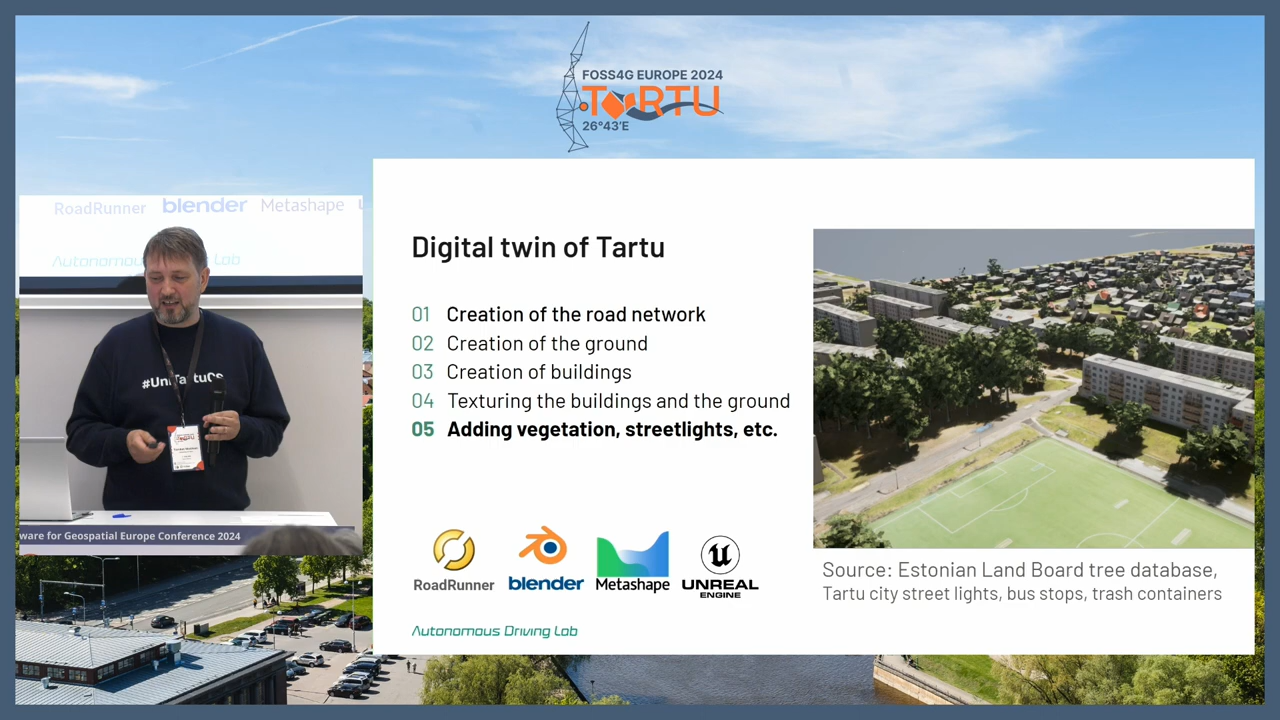 FOSS4G EUROPE 2024
TARTU
26°43'E
RoadRunner blender Metashape
Autonomous Lab
#UniTartuCS
ware for Geospatial Europe Conference 2024
Digital twin of Tartu
01 Creation of the road network
02 Creation of the ground
03 Creation of buildings
04 Texturing the buildings and the ground
05 Adding vegetation, streetlights, etc.
RoadRunner
blender
Metashape
UNREAL
ENGINE
Autonomous Driving Lab
Source: Estonian Land Board tree database,
Tartu city street lights, bus stops, trash containers